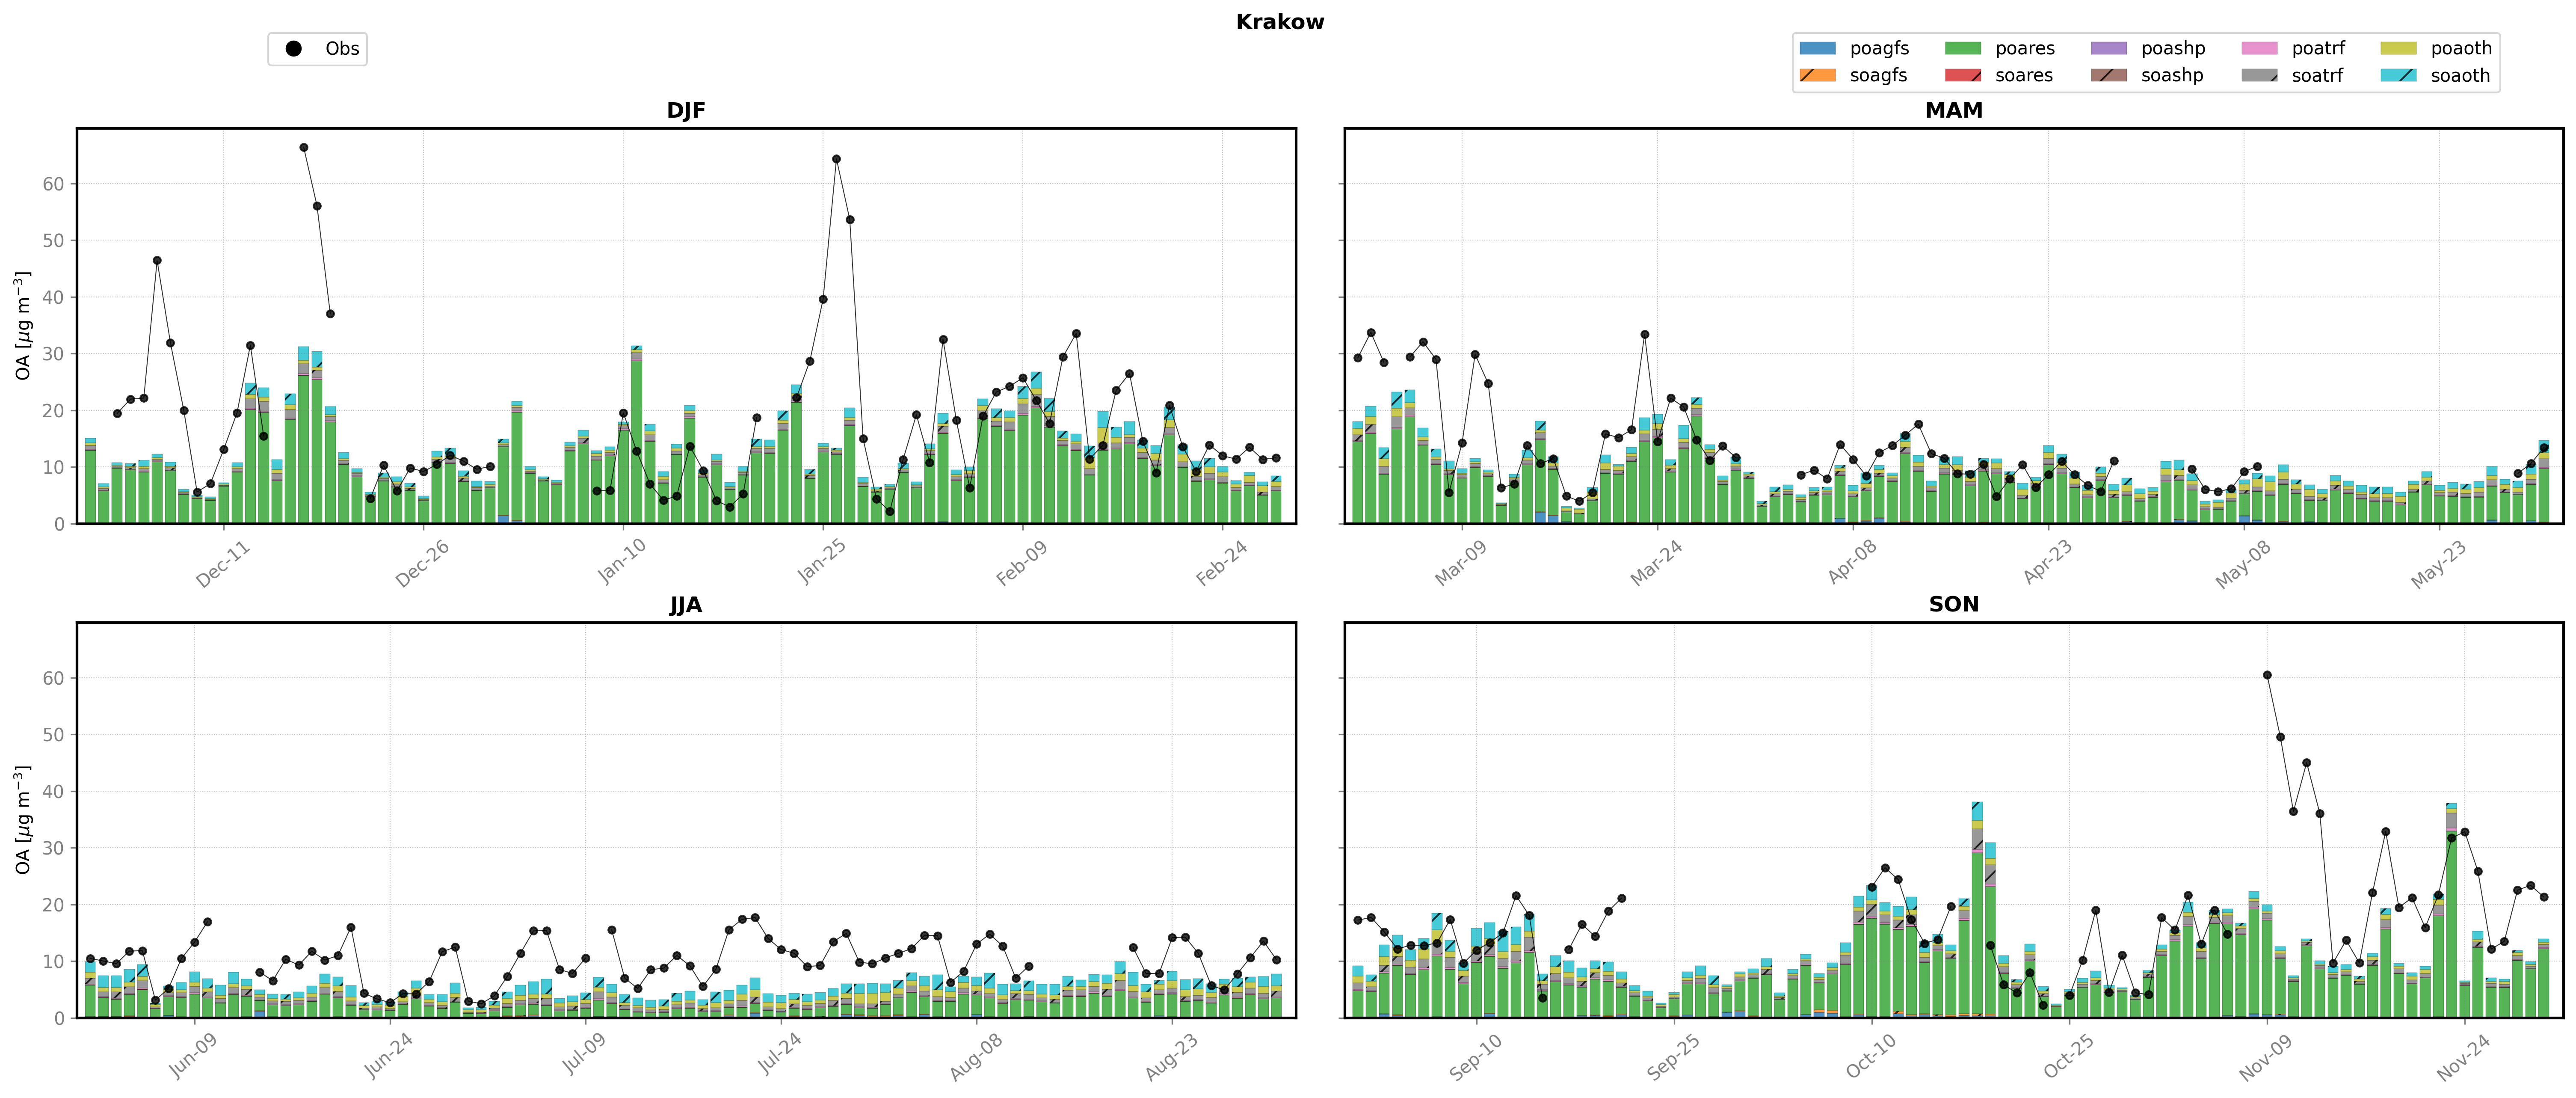 Krakow
Obs
poagfs poares poashp poatrf poaoth
soagfs soares soashp soatrf soaoth
DJF
MAM
OA [μg m⁻³]
60
50
40
30
20
10
0
Dec-11 Dec-26 Jan-10 Jan-25 Feb-09 Feb-24
Mar-09 Mar-24 Apr-08 Apr-23 May-08 May-23
JJA
SON
OA [μg m⁻³]
60
50
40
30
20
10
0
Jun-09 Jun-24 Jul-09 Jul-24 Aug-08 Aug-23
Sep-10 Sep-25 Oct-10 Oct-25 Nov-09 Nov-24